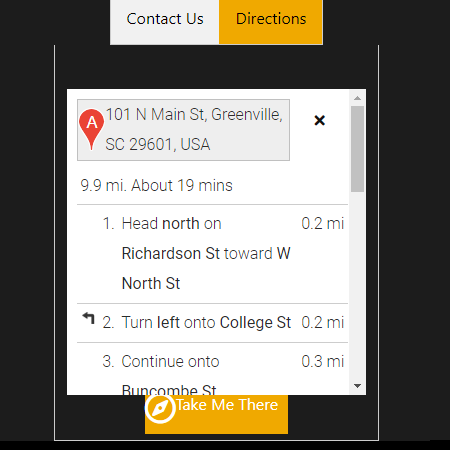 Contact Us
Directions
A
101 N Main St, Greenville,
SC 29601, USA
×
9.9 mi. About 19 mins
1. Head north on 0.2 mi
Richardson St toward W
North St
2. Turn left onto College St 0.2 mi
3. Continue onto 0.3 mi
Buncombe St
Take Me There